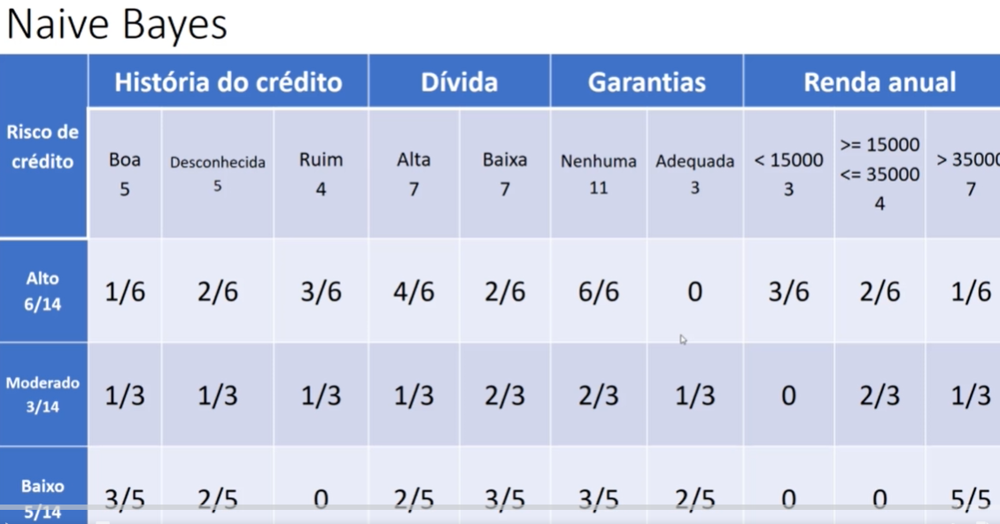 Naive Bayes
Risco de crédito História do crédito Dívida Garantias Renda anual
Boa 5 Desconhecida 5 Ruim 4 Alta 7 Baixa 7 Nenhuma 11 Adequada 3 < 15000 3 >= 15000 <= 35000 4 > 35000 7
Alto 6/14 1/6 2/6 3/6 4/6 2/6 6/6 0 3/6 2/6 1/6
Moderado 3/14 1/3 1/3 1/3 1/3 2/3 2/3 1/3 0 2/3 1/3
Baixo 5/14 3/5 2/5 0 2/5 3/5 3/5 2/5 0 0 5/5